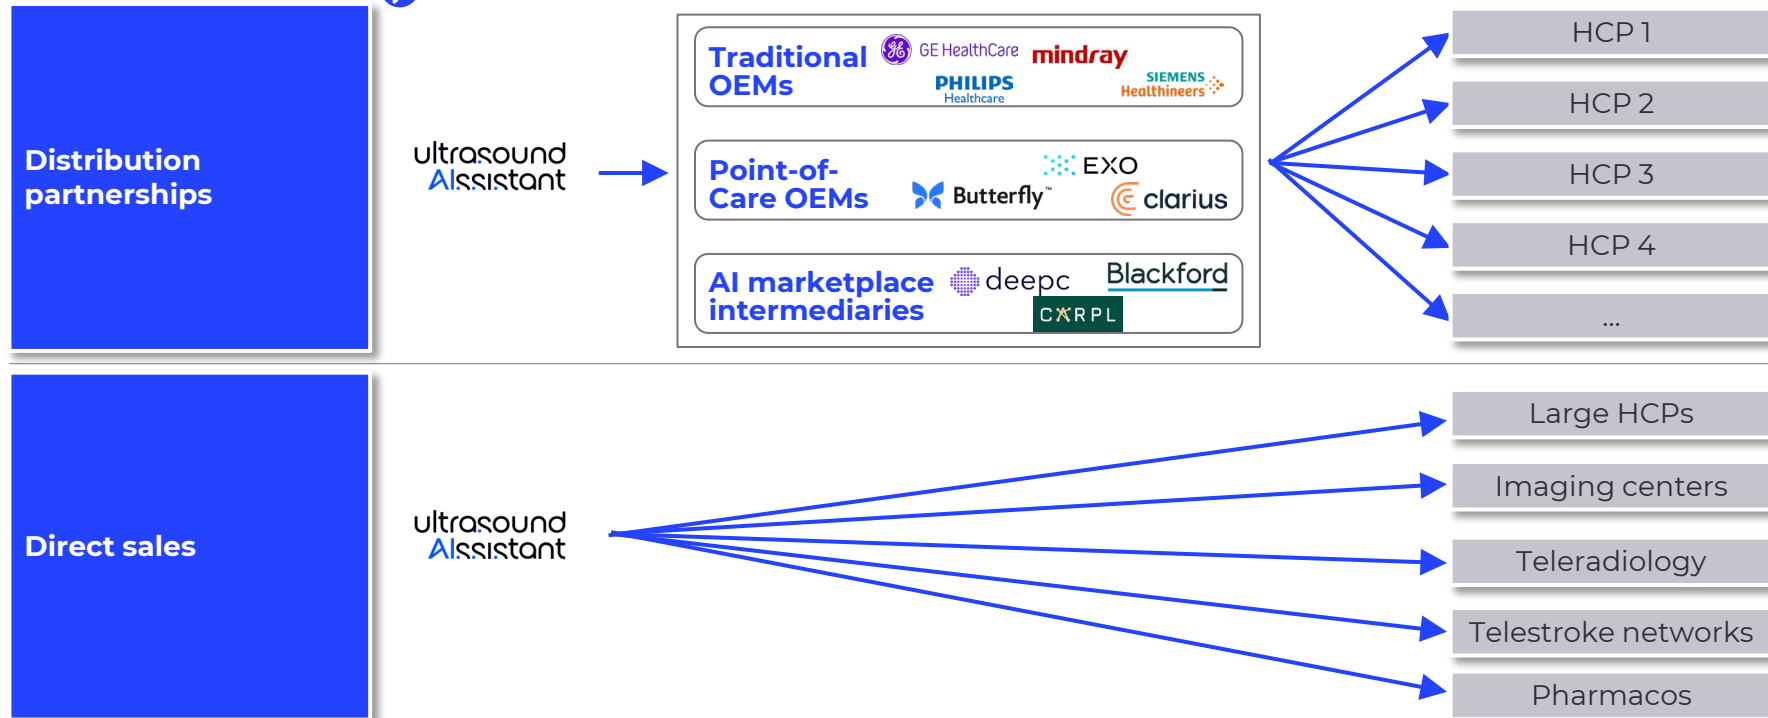 Distribution
partnerships
ultrasound
AIssistant
Traditional
OEMs
GE HealthCare
mindray
PHILIPS
Healthcare
SIEMENS
Healthineers
Point-of-
Care OEMs
EXO
Butterfly™
clarius
AI marketplace
intermediaries
deepc
Blackford
CARPL
HCP 1
HCP 2
HCP 3
HCP 4
...
Direct sales
ultrasound
AIssistant
Large HCPs
Imaging centers
Teleradiology
Telestroke networks
Pharmacos